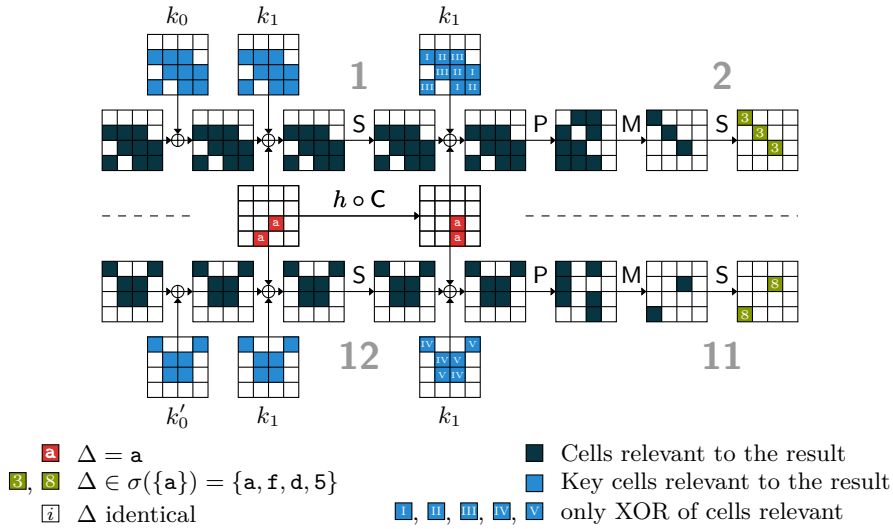 k₀ k₁ k₁
1 2
I II III
III II I
III I II
S P M S
3
3
3
h ∘ C
a a
a a
S P M S
8
8
IV V
IV V
V IV
12 11
k₀′ k₁ k₁
a Δ = a
3, 8 Δ ∈ σ({a}) = {a, f, d, 5}
i Δ identical
Cells relevant to the result
Key cells relevant to the result
I, II, III, IV, V only XOR of cells relevant